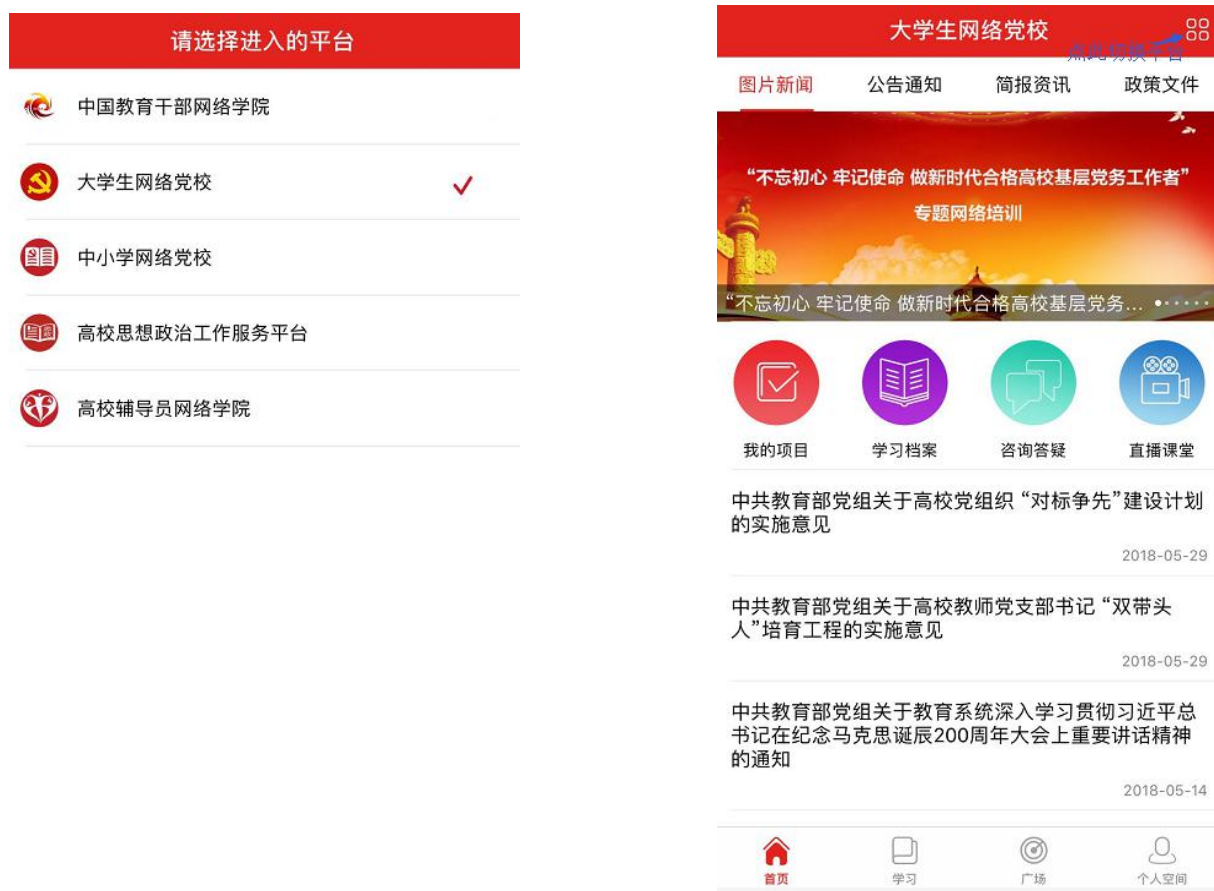 请选择进入的平台
中国教育干部网络学院
大学生网络党校
中小学网络党校
高校思想政治工作服务平台
高校辅导员网络学院
大学生网络党校
点此切换平台
图片新闻 公告通知 简报资讯 政策文件
“不忘初心 牢记使命 做新时代合格高校基层党务工作者”
专题网络培训
“不忘初心 牢记使命 做新时代合格高校基层党务...
我的项目 学习档案 咨询答疑 直播课堂
中共教育部党组关于高校党组织“对标争先”建设计划
的实施意见
2018-05-29
中共教育部党组关于高校教师党支部书记“双带头
人”培育工程的实施意见
2018-05-29
中共教育部党组关于教育系统深入学习贯彻习近平总
书记在纪念马克思诞辰200周年大会上重要讲话精神
的通知
2018-05-14
首页 学习 广场 个人空间